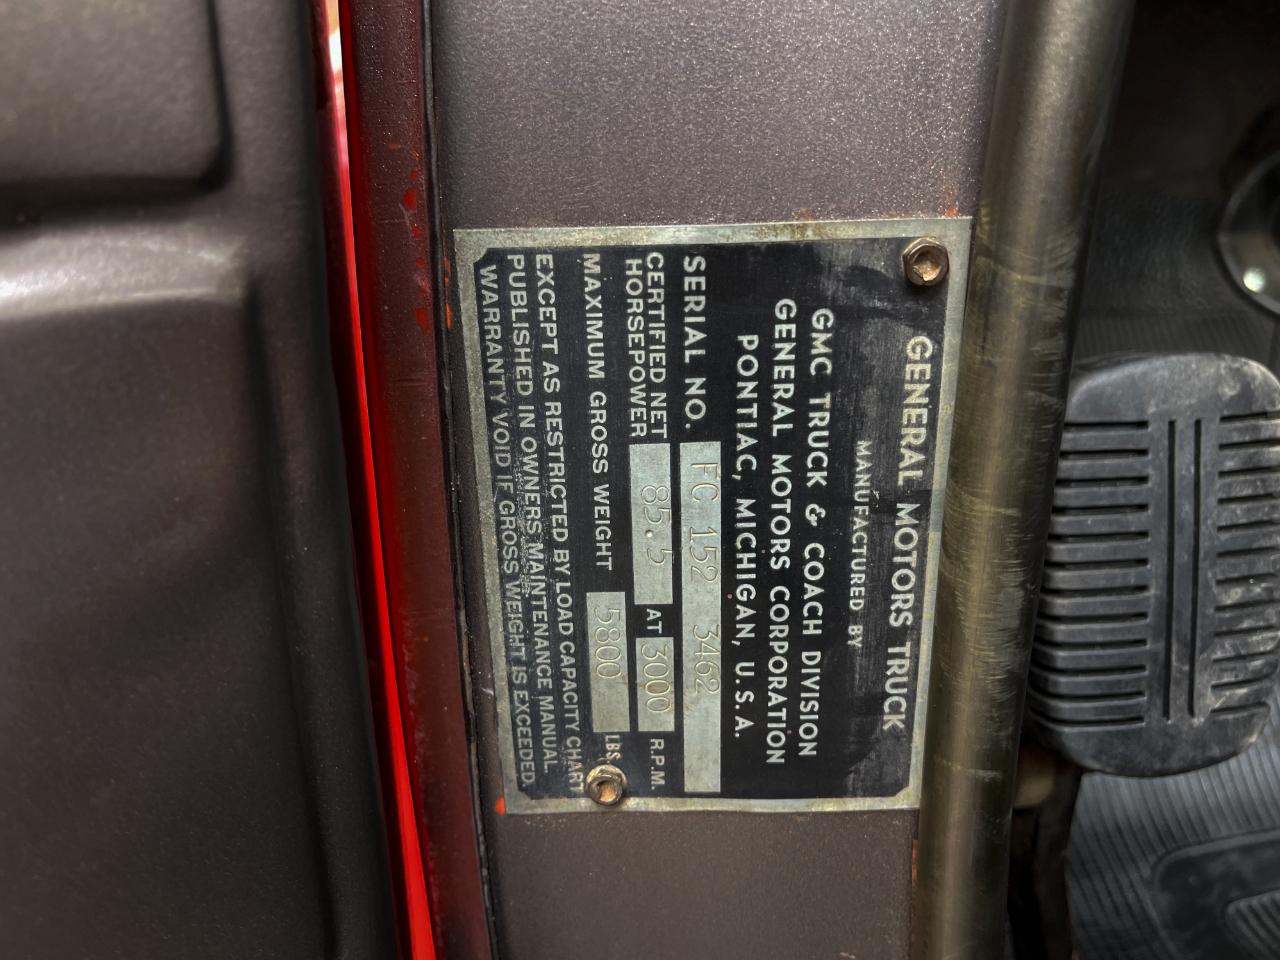 GENERAL MOTORS TRUCK
MANUFACTURED BY
GMC TRUCK & COACH DIVISION
GENERAL MOTORS CORPORATION
PONTIAC, MICHIGAN, U.S.A.
SERIAL NO. FC 152 3462
CERTIFIED NET
HORSEPOWER 85.5 AT 3000 R.P.M.
MAXIMUM GROSS WEIGHT 5800 LBS.
EXCEPT AS RESTRICTED BY LOAD CAPACITY CHART
PUBLISHED IN OWNERS MAINTENANCE MANUAL.
WARRANTY VOID IF GROSS WEIGHT IS EXCEEDED